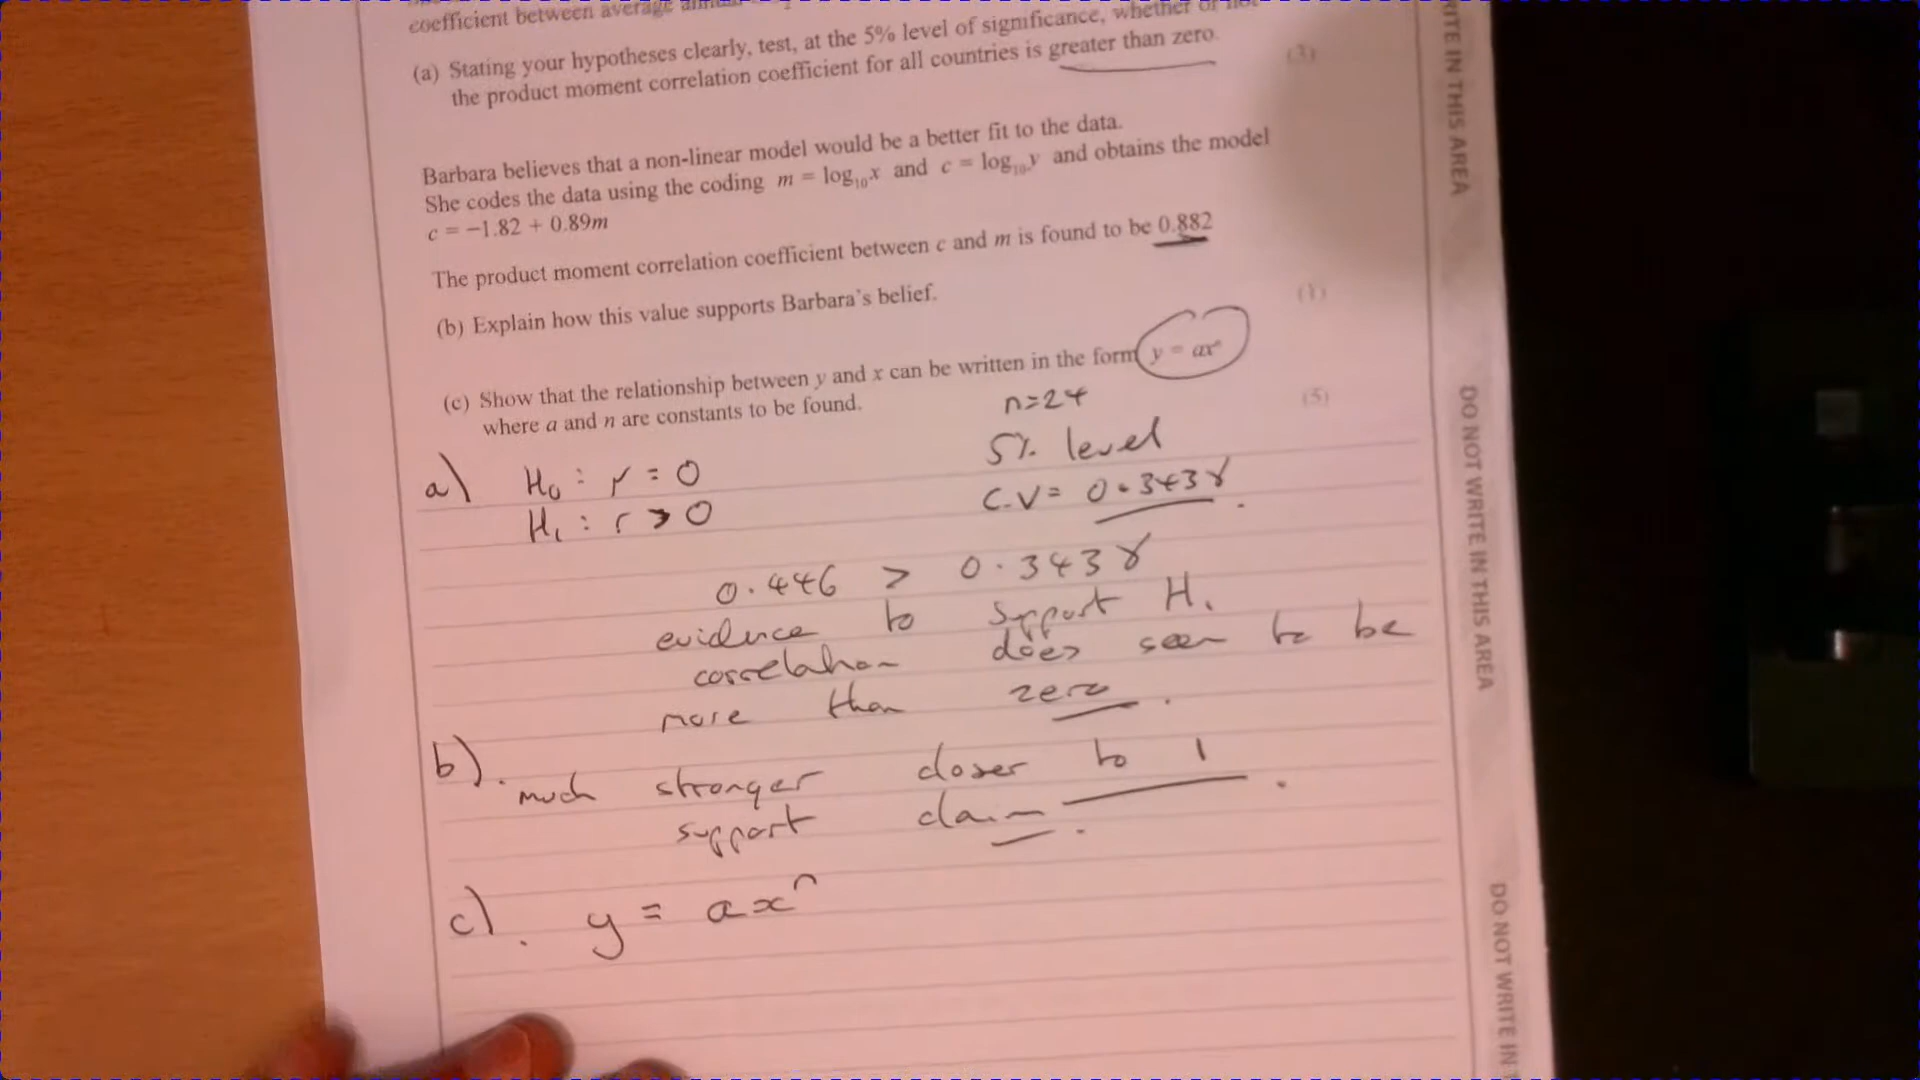 coefficient between average
(a) Stating your hypotheses clearly, test, at the 5% level of significance, whether or not
the product moment correlation coefficient for all countries is greater than zero.
(3)
Barbara believes that a non-linear model would be a better fit to the data.
She codes the data using the coding m = log₁₀x and c = log₁₀y and obtains the model
c = −1.82 + 0.89m
The product moment correlation coefficient between c and m is found to be 0.882
(b) Explain how this value supports Barbara's belief.
(1)
(c) Show that the relationship between y and x can be written in the form y = axⁿ
where a and n are constants to be found.
(5)
n=24
5% level
a) H₀ : r = 0
C.V = 0.3438
H₁ : r > 0
0.446 > 0.3438
evidence to support H₁
correlation does seem to be
more than zero.
b). much stronger closer to 1.
support claim.
c). y = axⁿ
WRITE IN THIS AREA
DO NOT WRITE IN THIS AREA
DO NOT WRITE IN